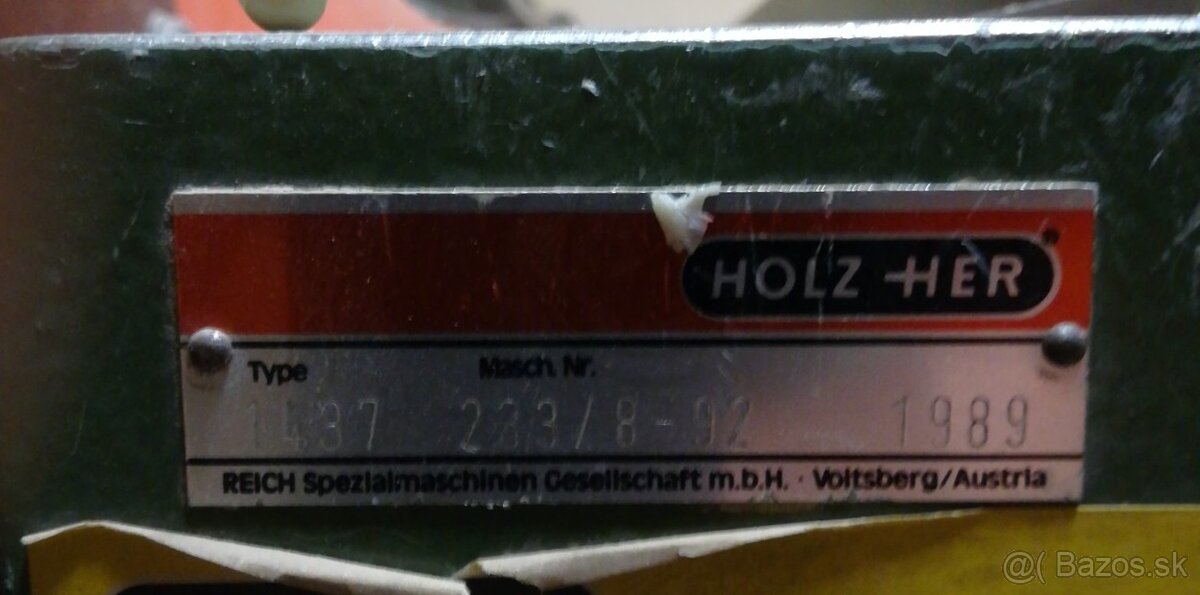 HOLZ-HER
Type Masch. Nr.
1437 233/8-92 1989
REICH Spezialmaschinen Gesellschaft m.b.H. · Voitsberg/Austria
@( Bazos.sk